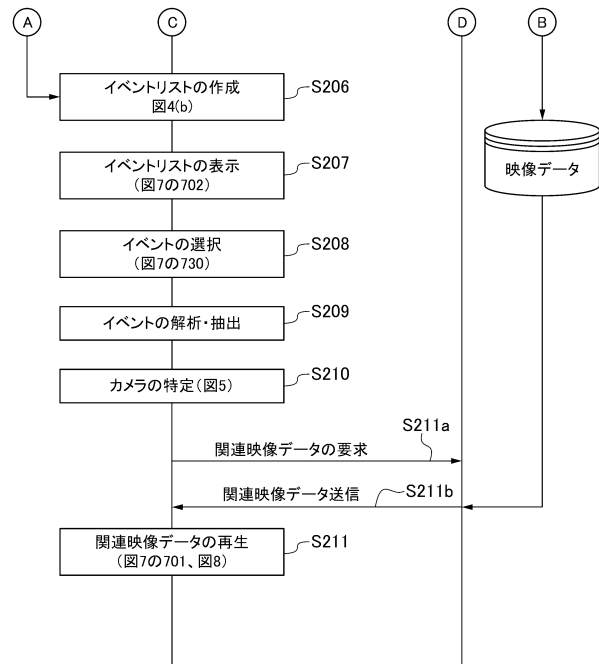 A
C
D
B
イベントリストの作成
図4(b)
S206
イベントリストの表示
(図7の702)
S207
映像データ
イベントの選択
(図7の730)
S208
イベントの解析・抽出
S209
カメラの特定(図5)
S210
S211a
関連映像データの要求
関連映像データ送信
S211b
関連映像データの再生
(図7の701、図8)
S211